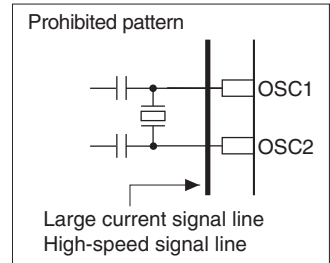 Prohibited pattern
OSC1
OSC2
Large current signal line
High-speed signal line